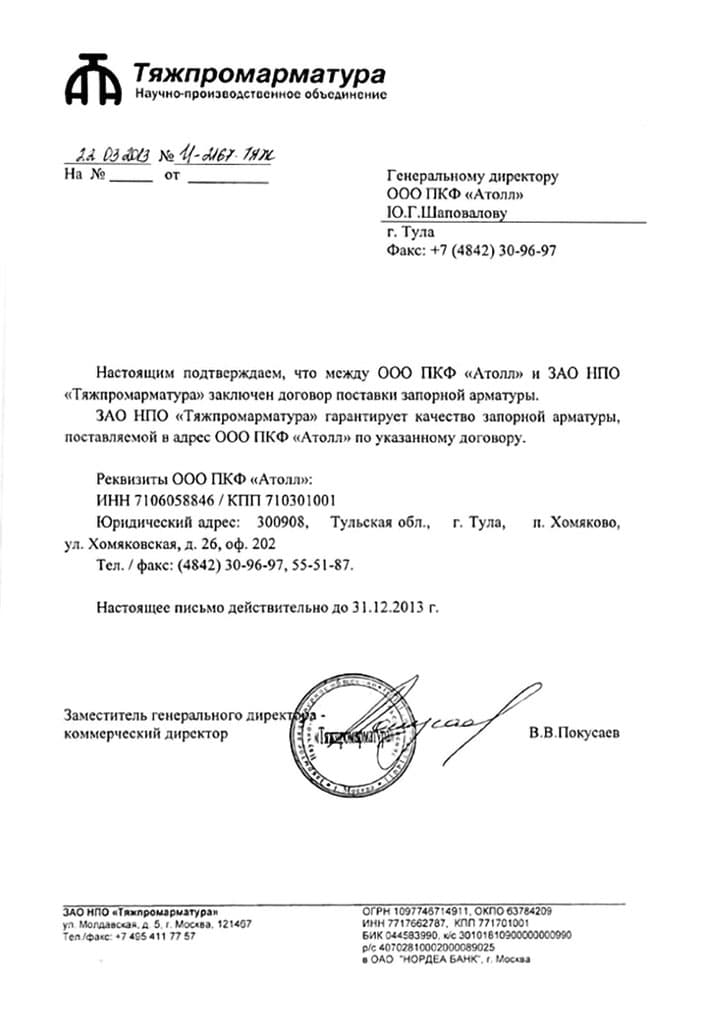 Тяжпромарматура
Научно-производственное объединение
22 03 2013 № И-2167-ТЯЖ
На № ______ от __________
Генеральному директору
ООО ПКФ «Атолл»
Ю.Г.Шаповалову
г. Тула
Факс: +7 (4842) 30-96-97
Настоящим подтверждаем, что между ООО ПКФ «Атолл» и ЗАО НПО
«Тяжпромарматура» заключен договор поставки запорной арматуры.
ЗАО НПО «Тяжпромарматура» гарантирует качество запорной арматуры,
поставляемой в адрес ООО ПКФ «Атолл» по указанному договору.
Реквизиты ООО ПКФ «Атолл»:
ИНН 7106058846 / КПП 710301001
Юридический адрес: 300908, Тульская обл., г. Тула, п. Хомяково,
ул. Хомяковская, д. 26, оф. 202
Тел. / факс: (4842) 30-96-97, 55-51-87.
Настоящее письмо действительно до 31.12.2013 г.
Заместитель генерального директора -
коммерческий директор
«Тяжпромарматура»
г. Москва
В.В.Покусаев
ЗАО НПО «Тяжпромарматура»
ул. Молдавская, д. 5, г. Москва, 121467
Тел./факс: +7 495 411 77 57
ОГРН 1097746714911, ОКПО 63784209
ИНН 7717662787, КПП 771701001
БИК 044583990, к/с 30101810900000000990
р/с 40702810002000089025
в ОАО "НОРДЕА БАНК", г. Москва